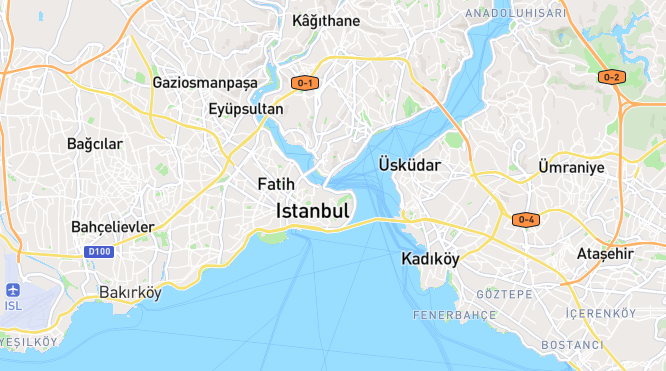 ANADOLUHISARI
Kâğıthane
O-1
O-2
Gaziosmanpaşa
Eyüpsultan
Bağcılar
Üsküdar
Ümraniye
Fatih
Istanbul
O-4
Bahçelievler
D100
Kadıköy
Ataşehir
ISL
Bakırköy
GÖZTEPE
FENERBAHÇE
İÇERENKÖY
YEŞILKÖY
BOSTANCI